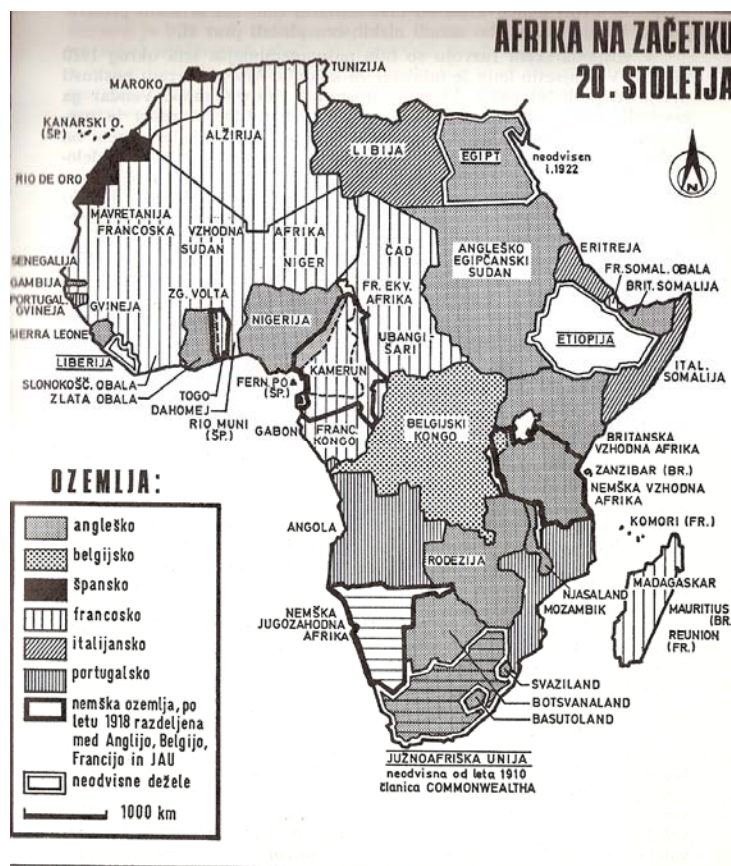 AFRIKA NA ZAČETKU
20. STOLETJA
TUNIZIJA
MAROKO
KANARSKI O.
(ŠP.)
ALŽIRIJA
LIBIJA
EGIPT
neodvisen
l.1922
RIO DE ORO
MAVRETANIJA
FRANCOSKA
VZHODNA
SUDAN
AFRIKA
NIGER
ČAD
ANGLEŠKO
EGIPČANSKI
SUDAN
ERITREJA
FR.SOMAL.OBALA
BRIT. SOMALIJA
SENEGALIJA
GAMBIJA
PORTUGAL.
GVINEJA
GVINEJA
ZG. VOLTA
NIGERIJA
FR. EKV.
AFRIKA
UBANGI-
ŠARI
ETIOPIJA
SIERRA LEONE
LIBERIJA
SLONOKOŠČ. OBALA
ZLATA OBALA
TOGO
DAHOMEJ
FERN. PO
(ŠP.)
RIO MUNI
(ŠP.)
KAMERUN
GABON
FRANC.
KONGO
BELGIJSKI
KONGO
ITAL.
SOMALIJA
BRITANSKA
VZHODNA AFRIKA
ZANZIBAR (BR.)
NEMŠKA VZHODNA
AFRIKA
KOMORI (FR.)
ANGOLA
RODEZIJA
NJASALAND
MOZAMBIK
MADAGASKAR
MAURITIUS
(BR.
REUNION
(FR.)
NEMŠKA
JUGOZAHODNA
AFRIKA
SVAZILAND
BOTSVANALAND
BASUTOLAND
JUŽNOAFRIŠKA UNIJA
neodvisna od leta 1910
članica COMMONWEALTHA
N
OZEMLJA:
angleško
belgijsko
špansko
francosko
italijansko
portugalsko
nemška ozemlja, po
letu 1918 razdeljena
med Anglijo, Belgijo,
Francijo in JAU
neodvisne dežele
1000 km